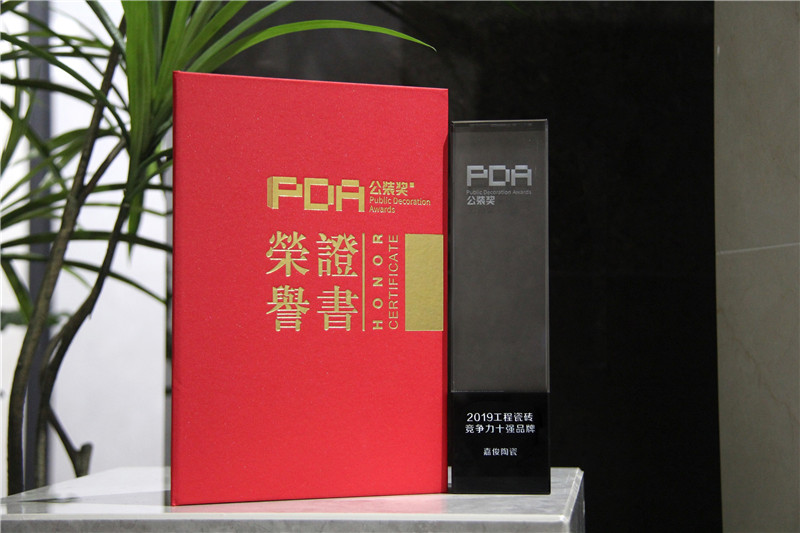 PDA 公装奖
Public Decoration
Awards
榮 證
譽 書
HONOR
CERTIFICATE
PDA
Public Decoration Awards
公装奖
2019工程瓷砖
竞争力十强品牌
嘉俊陶瓷